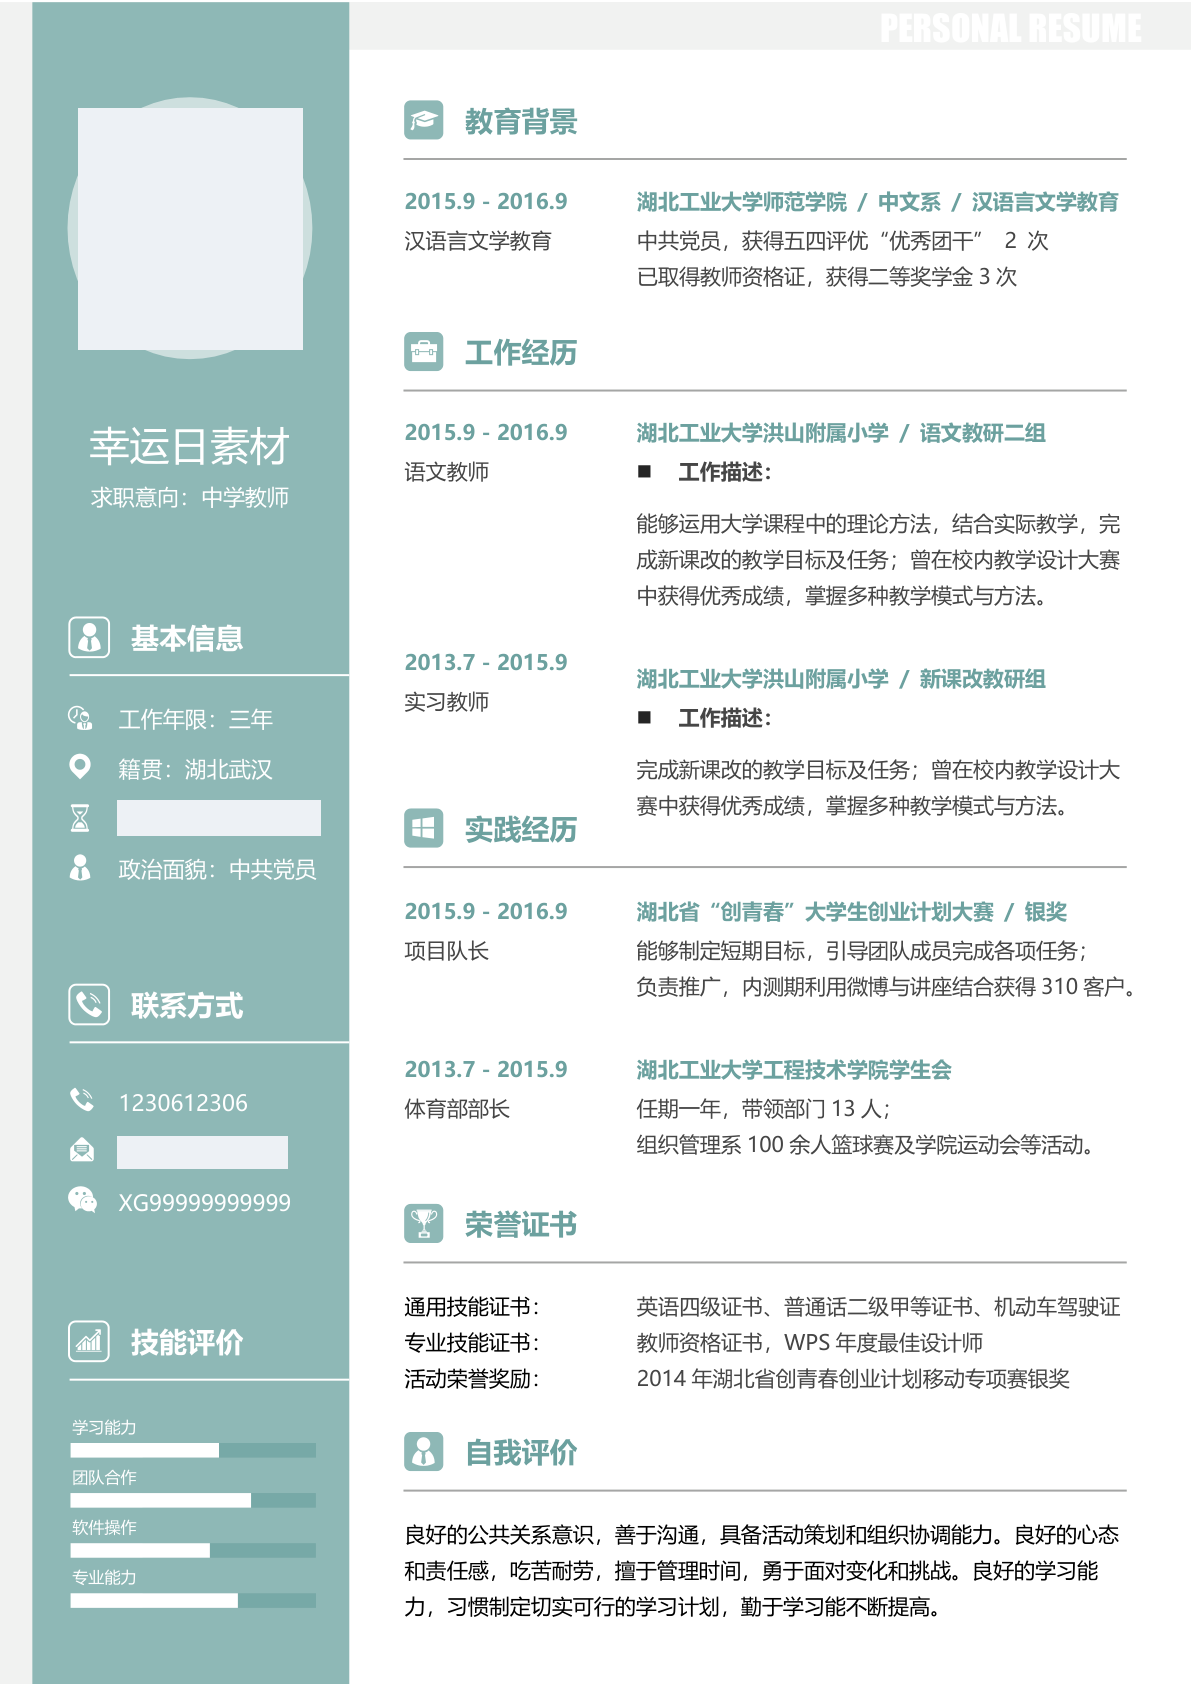 PERSONAL RESUME
幸运日素材
求职意向：中学教师
基本信息
工作年限：三年
籍贯：湖北武汉
政治面貌：中共党员
联系方式
1230612306
XG99999999999
技能评价
学习能力
团队合作
软件操作
专业能力
教育背景
2015.9 - 2016.9
汉语言文学教育
湖北工业大学师范学院 / 中文系 / 汉语言文学教育
中共党员，获得五四评优“优秀团干” 2 次
已取得教师资格证，获得二等奖学金 3 次
工作经历
2015.9 - 2016.9
语文教师
湖北工业大学洪山附属小学 / 语文教研二组
■ 工作描述：
能够运用大学课程中的理论方法，结合实际教学，完
成新课改的教学目标及任务；曾在校内教学设计大赛
中获得优秀成绩，掌握多种教学模式与方法。
2013.7 - 2015.9
实习教师
湖北工业大学洪山附属小学 / 新课改教研组
■ 工作描述：
完成新课改的教学目标及任务；曾在校内教学设计大
赛中获得优秀成绩，掌握多种教学模式与方法。
实践经历
2015.9 - 2016.9
项目队长
湖北省“创青春”大学生创业计划大赛 / 银奖
能够制定短期目标，引导团队成员完成各项任务；
负责推广，内测期利用微博与讲座结合获得 310 客户。
2013.7 - 2015.9
体育部部长
湖北工业大学工程技术学院学生会
任期一年，带领部门 13 人；
组织管理系 100 余人篮球赛及学院运动会等活动。
荣誉证书
通用技能证书： 英语四级证书、普通话二级甲等证书、机动车驾驶证
专业技能证书： 教师资格证书，WPS 年度最佳设计师
活动荣誉奖励： 2014 年湖北省创青春创业计划移动专项赛银奖
自我评价
良好的公共关系意识，善于沟通，具备活动策划和组织协调能力。良好的心态
和责任感，吃苦耐劳，擅于管理时间，勇于面对变化和挑战。良好的学习能
力，习惯制定切实可行的学习计划，勤于学习能不断提高。